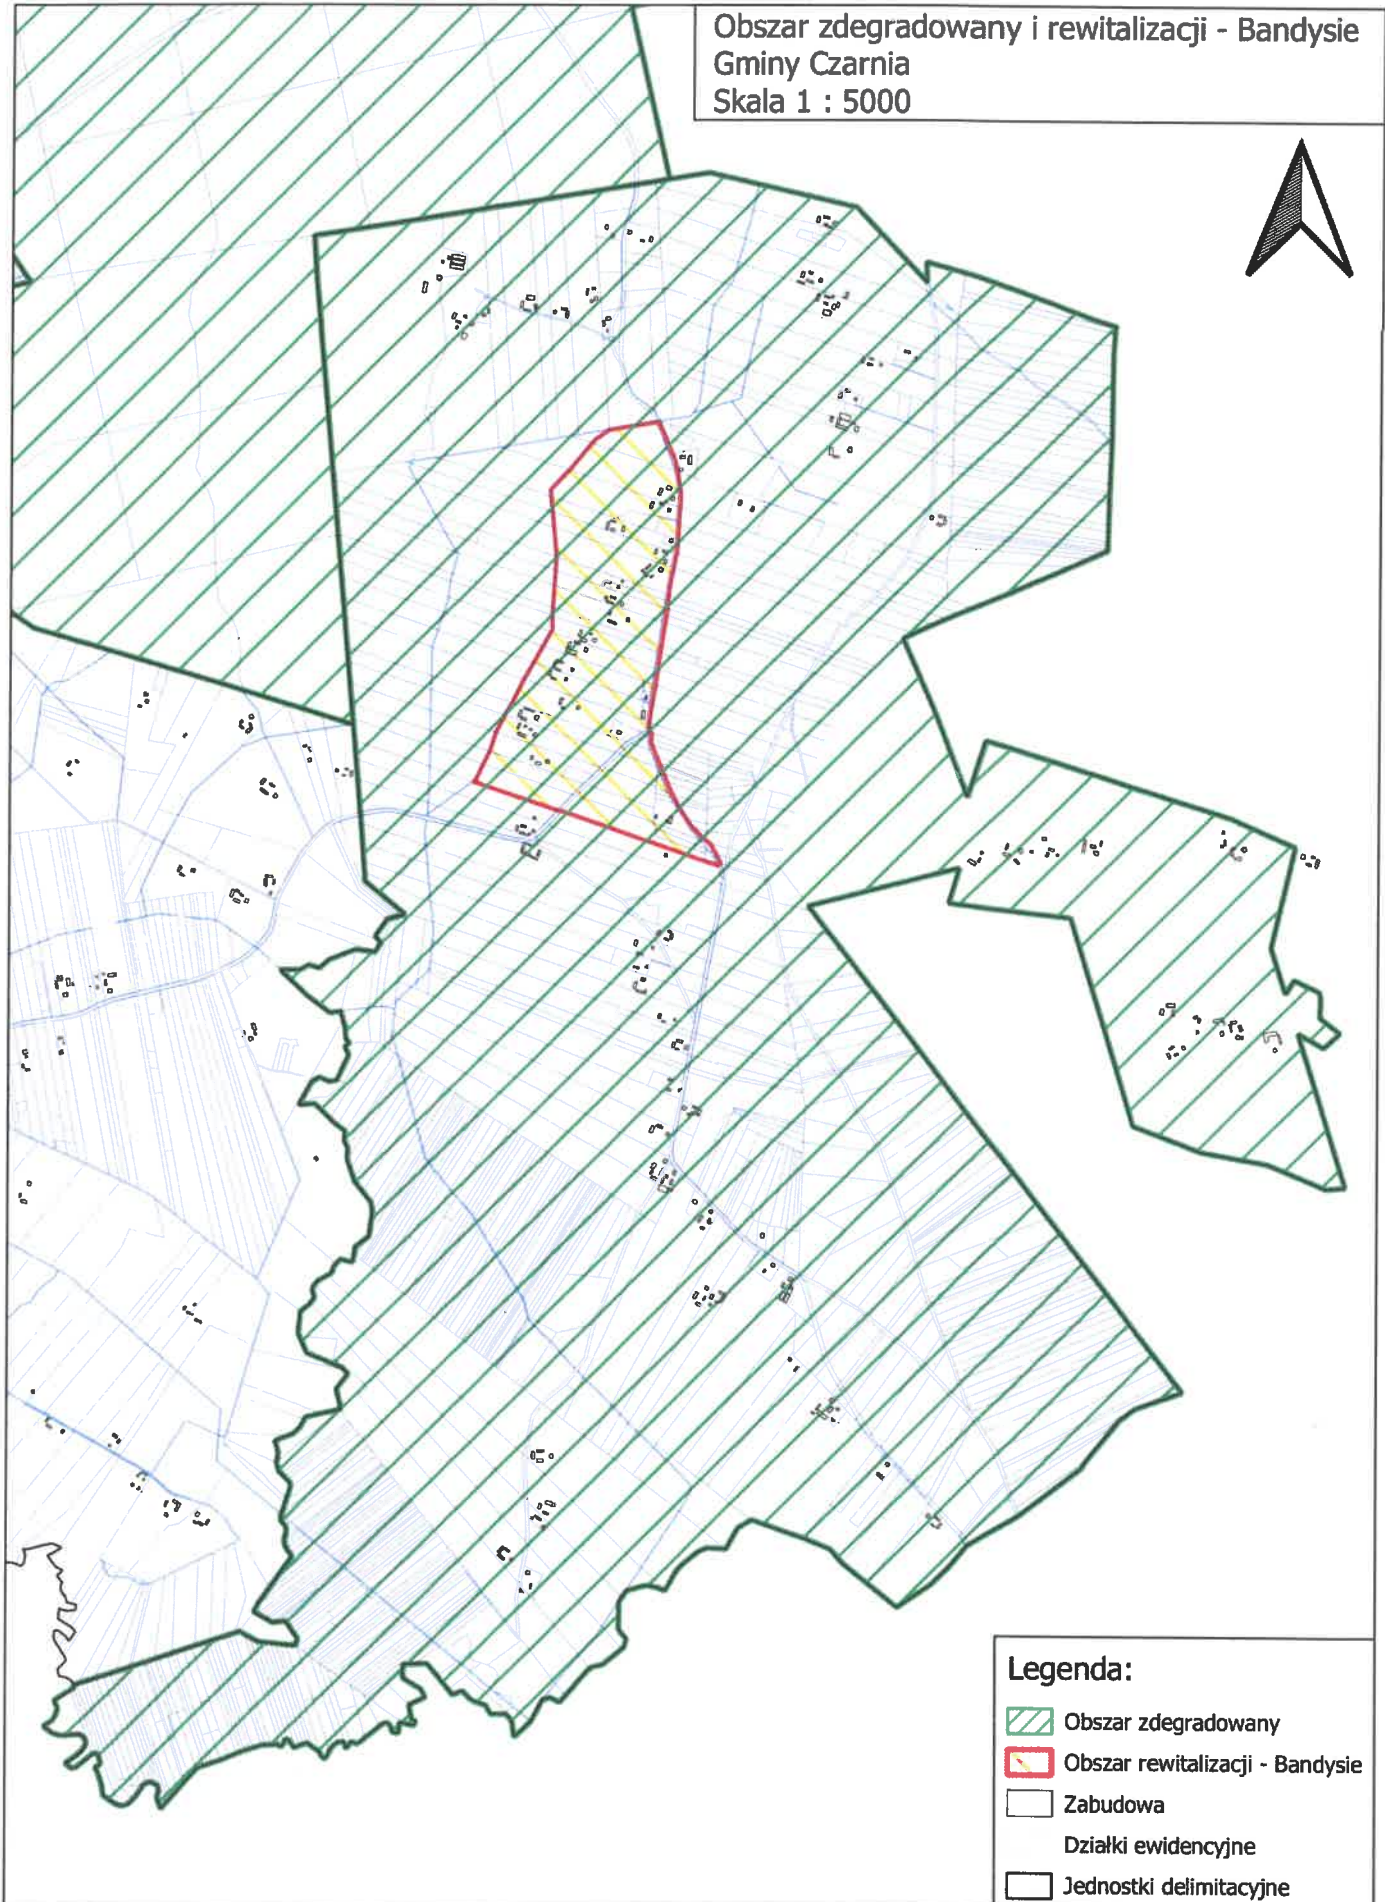 Obszar zdegradowany i rewitalizacji - Bandysie
Gminy Czarnia
Skala 1 : 5000
Legenda:
Obszar zdegradowany
Obszar rewitalizacji - Bandysie
Zabudowa
Działki ewidencyjne
Jednostki delimitacyjne